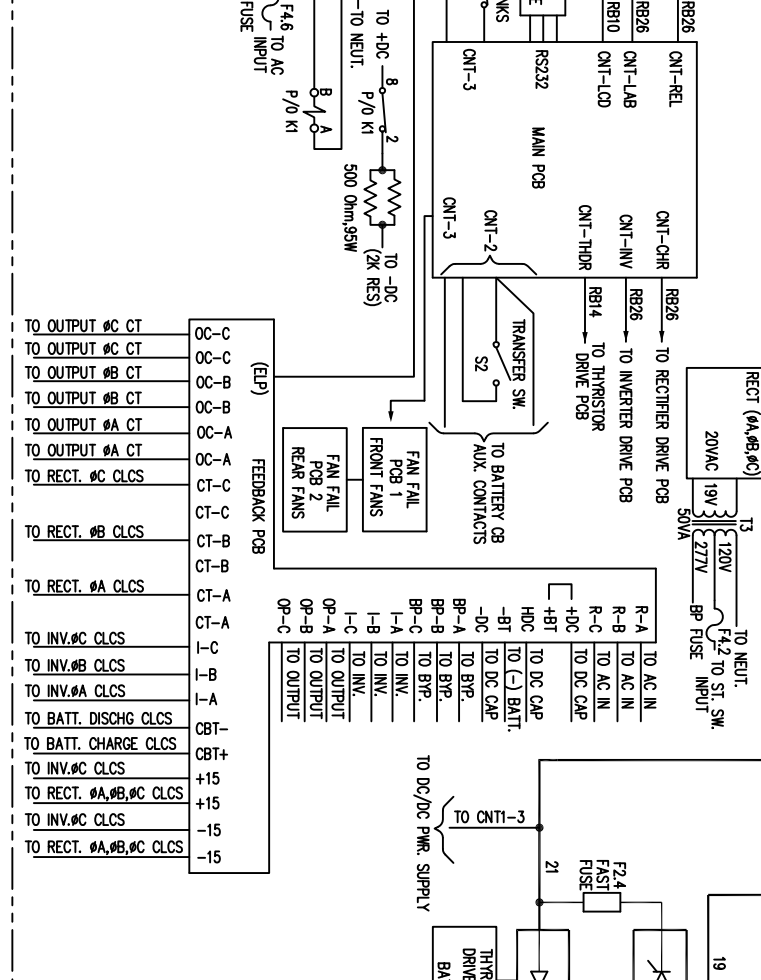 F4.6
TO AC
FUSE INPUT
TO NEUT.
TO +DC
8
2
P/O K1
B
A
P/O K1
500 Ohm,95W
TO -DC
(2K RES)
RB10
RB26
RB26
CNT-3
RS232
CNT-LCD
CNT-LAB
CNT-REL
MAIN PCB
CNT-3
CNT-2
CNT-THDR
CNT-INV
CNT-CHR
RB14
RB26
RB26
TO THYRISTOR
DRIVE PCB
TO INVERTER DRIVE PCB
TO RECTIFIER DRIVE PCB
TRANSFER SW.
S2
TO BATTERY CB
AUX. CONTACTS
FAN FAIL
PCB 1
FRONT FANS
FAN FAIL
PCB 2
REAR FANS
RECT (øA,øB,øC)
20VAC
19V
T3
50VA
120V
277V
TO NEUT.
F4.2
TO ST. SW.
INPUT
BP FUSE
(ELP)
FEEDBACK PCB
TO OUTPUT øC CT OC-C
TO OUTPUT øC CT OC-C
TO OUTPUT øB CT OC-B
TO OUTPUT øB CT OC-B
TO OUTPUT øA CT OC-A
TO OUTPUT øA CT OC-A
TO RECT. øC CLCS CT-C
CT-C
TO RECT. øB CLCS CT-B
CT-B
TO RECT. øA CLCS CT-A
CT-A
TO INV.øC CLCS I-C
TO INV.øB CLCS I-B
TO INV.øA CLCS I-A
TO BATT. DISCHG CLCS CBT-
TO BATT. CHARGE CLCS CBT+
TO INV.øC CLCS +15
TO RECT. øA,øB,øC CLCS +15
TO INV.øC CLCS -15
TO RECT. øA,øB,øC CLCS -15
R-A TO AC IN
R-B TO AC IN
R-C TO AC IN
+DC TO DC CAP
+BT
HDC TO DC CAP
-BT TO (-) BATT.
-DC TO DC CAP
BP-A TO BYP.
BP-B TO BYP.
BP-C TO BYP.
I-A TO INV.
I-B TO INV.
I-C TO INV.
OP-A TO OUTPUT
OP-B TO OUTPUT
OP-C TO OUTPUT
TO DC/DC PWR. SUPPLY
TO CNT1-3
21
F2.4
FAST
FUSE
19